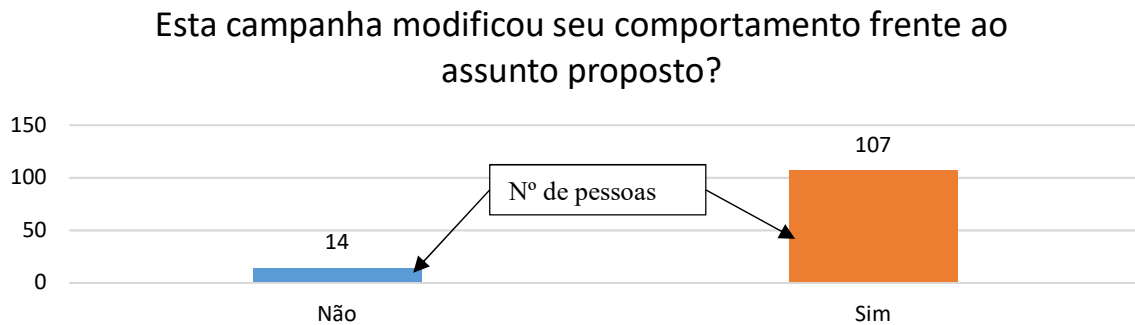 Esta campanha modificou seu comportamento frente ao
assunto proposto?
150
100
50
0
14
107
Nº de pessoas
Não
Sim